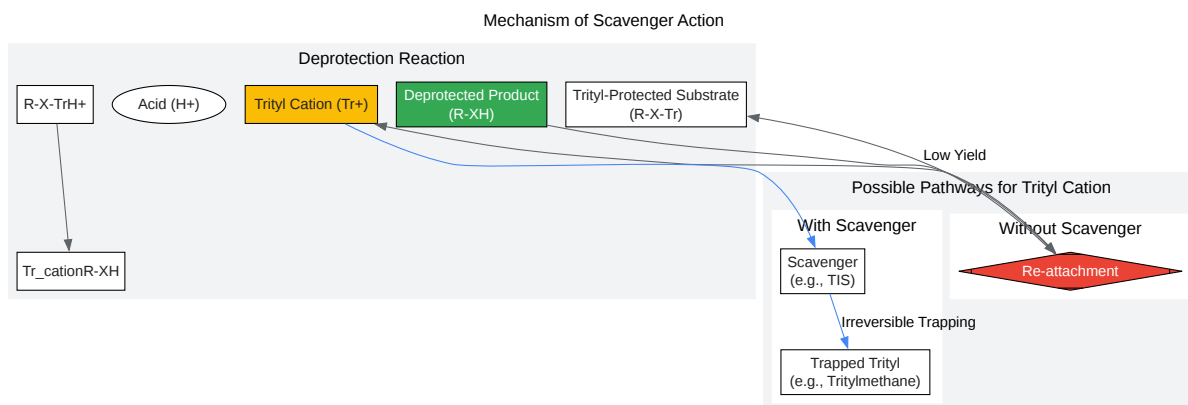 Mechanism of Scavenger Action
Deprotection Reaction
R-X-TrH+
Acid (H+)
Trityl Cation (Tr+)
Deprotected Product
(R-XH)
Trityl-Protected Substrate
(R-X-Tr)
Low Yield
Possible Pathways for Trityl Cation
With Scavenger
Without Scavenger
Tr_cationR-XH
Scavenger
(e.g., TIS)
Re-attachment
Irreversible Trapping
Trapped Trityl
(e.g., Tritylmethane)